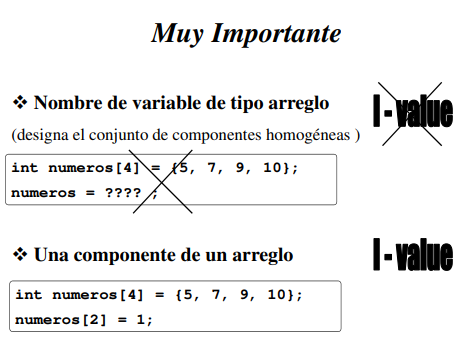 Muy Importante
❖ Nombre de variable de tipo arreglo
l - value
(designa el conjunto de componentes homogéneas )
int numeros[4] = {5, 7, 9, 10};
numeros = ???? ;
❖ Una componente de un arreglo
l - value
int numeros[4] = {5, 7, 9, 10};
numeros[2] = 1;